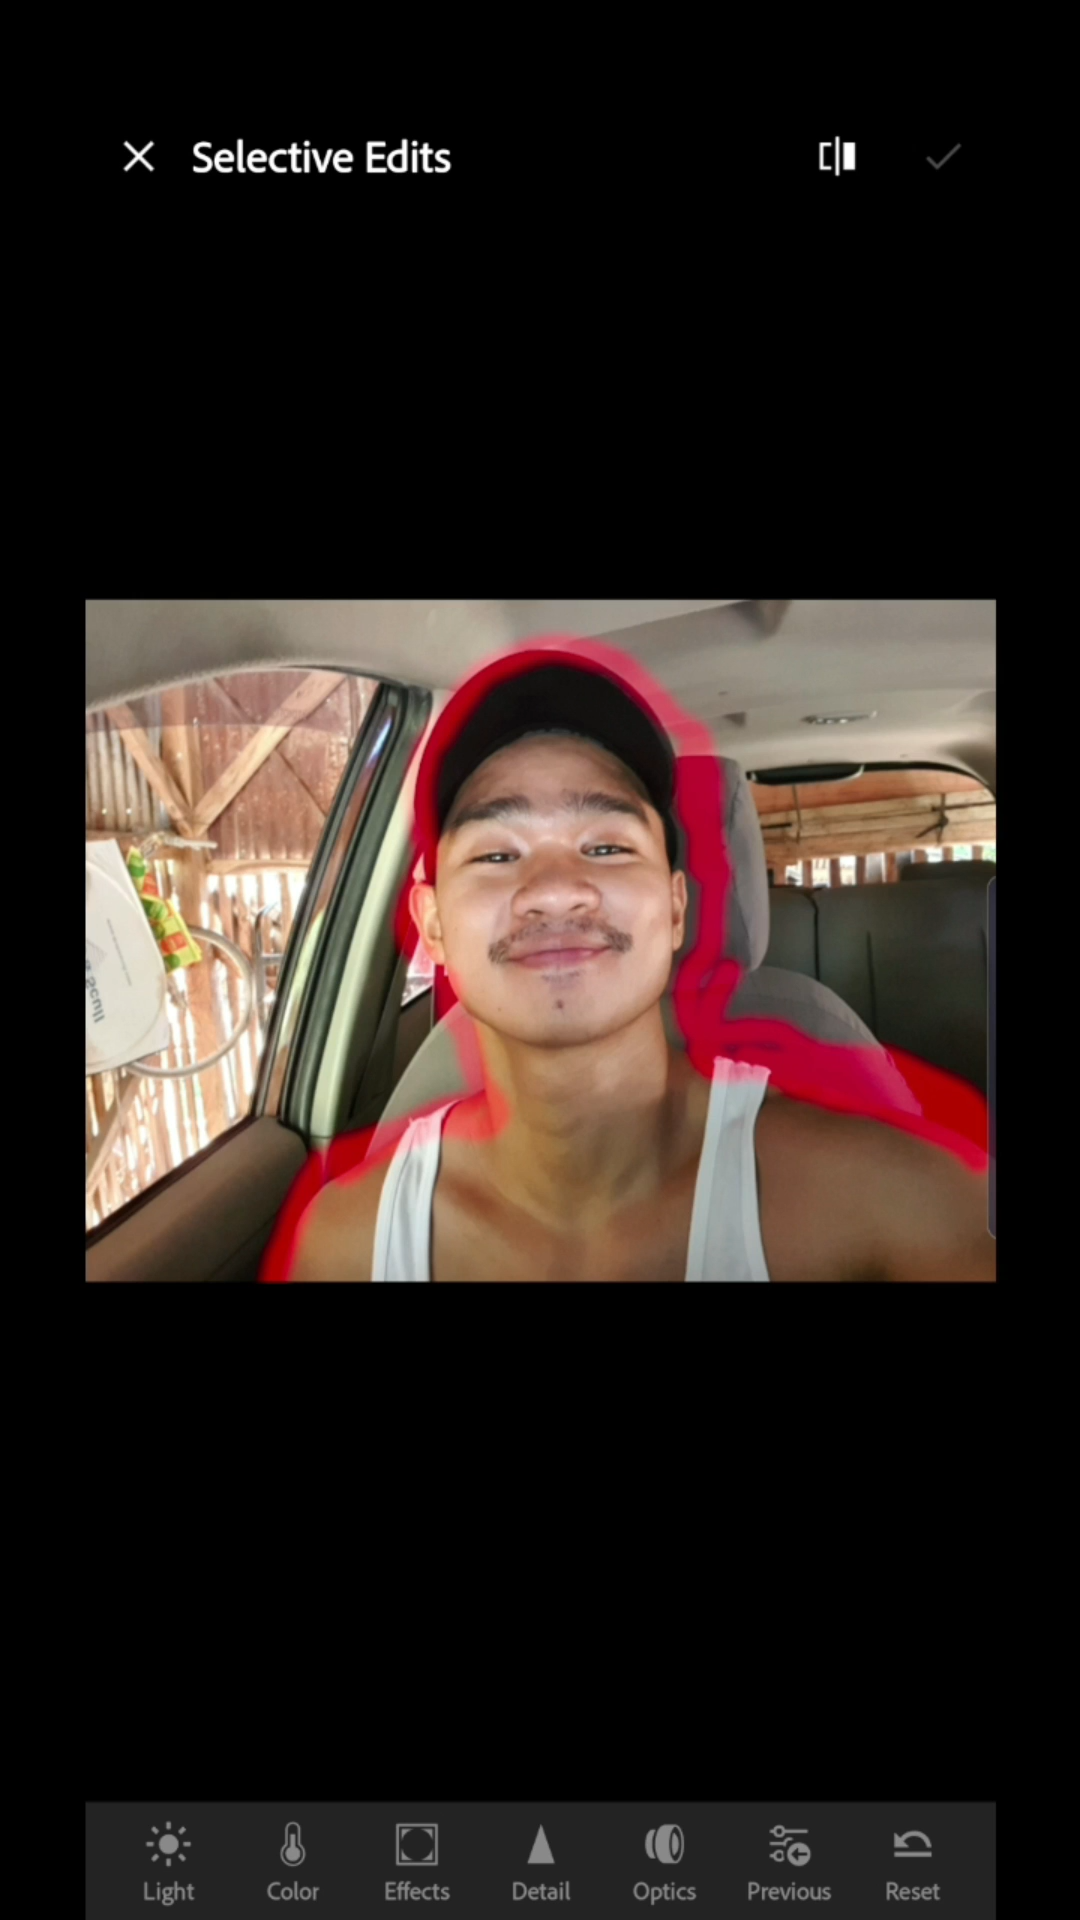 Selective Edits
Light
Color
Effects
Detail
Optics
Previous
Reset